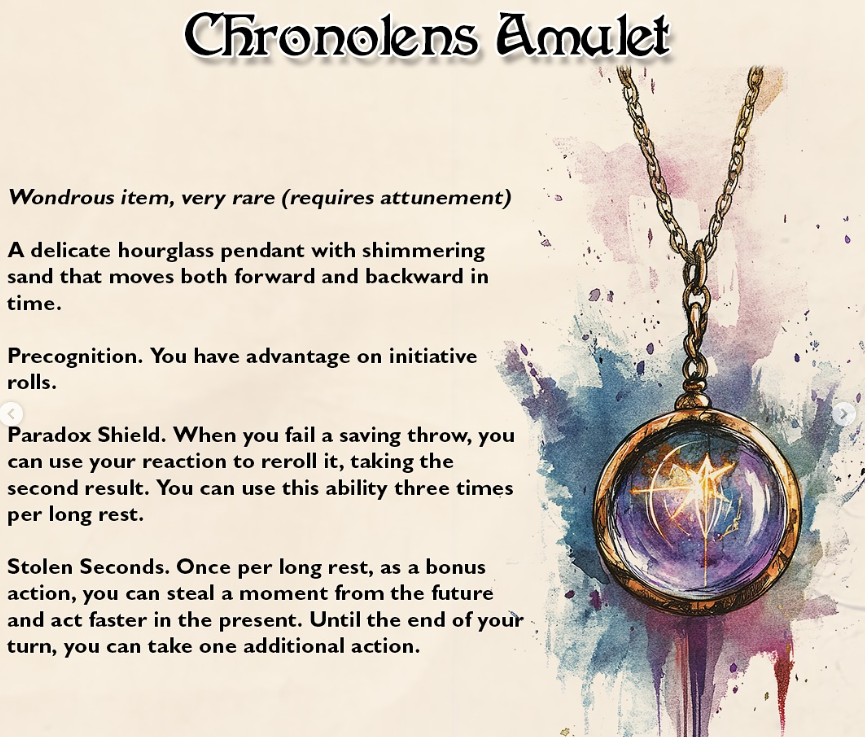 Chronolens Amulet
Wondrous item, very rare (requires attunement)
A delicate hourglass pendant with shimmering
sand that moves both forward and backward in
time.
Precognition. You have advantage on initiative
rolls.
Paradox Shield. When you fail a saving throw, you
can use your reaction to reroll it, taking the
second result. You can use this ability three times
per long rest.
Stolen Seconds. Once per long rest, as a bonus
action, you can steal a moment from the future
and act faster in the present. Until the end of your
turn, you can take one additional action.